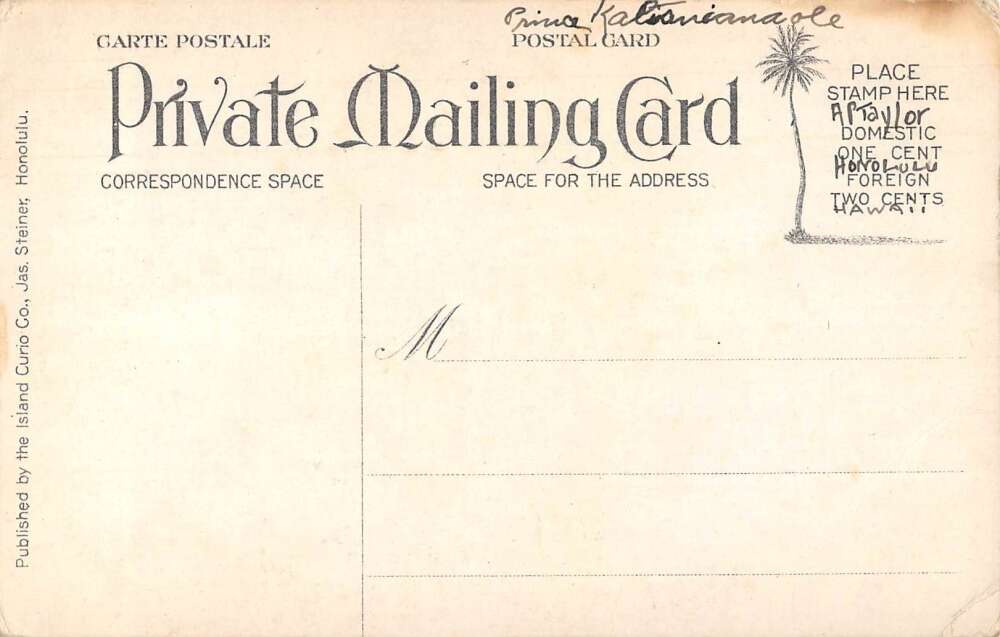 Prince Kalanianaole
CARTE POSTALE
POSTAL CARD
Private Mailing Card
CORRESPONDENCE SPACE
SPACE FOR THE ADDRESS
PLACE
STAMP HERE
APTaylor
DOMESTIC
ONE CENT
HONOLULU
FOREIGN
TWO CENTS
HAWAII
M
Published by the Island Curio Co., Jas. Steiner, Honolulu.